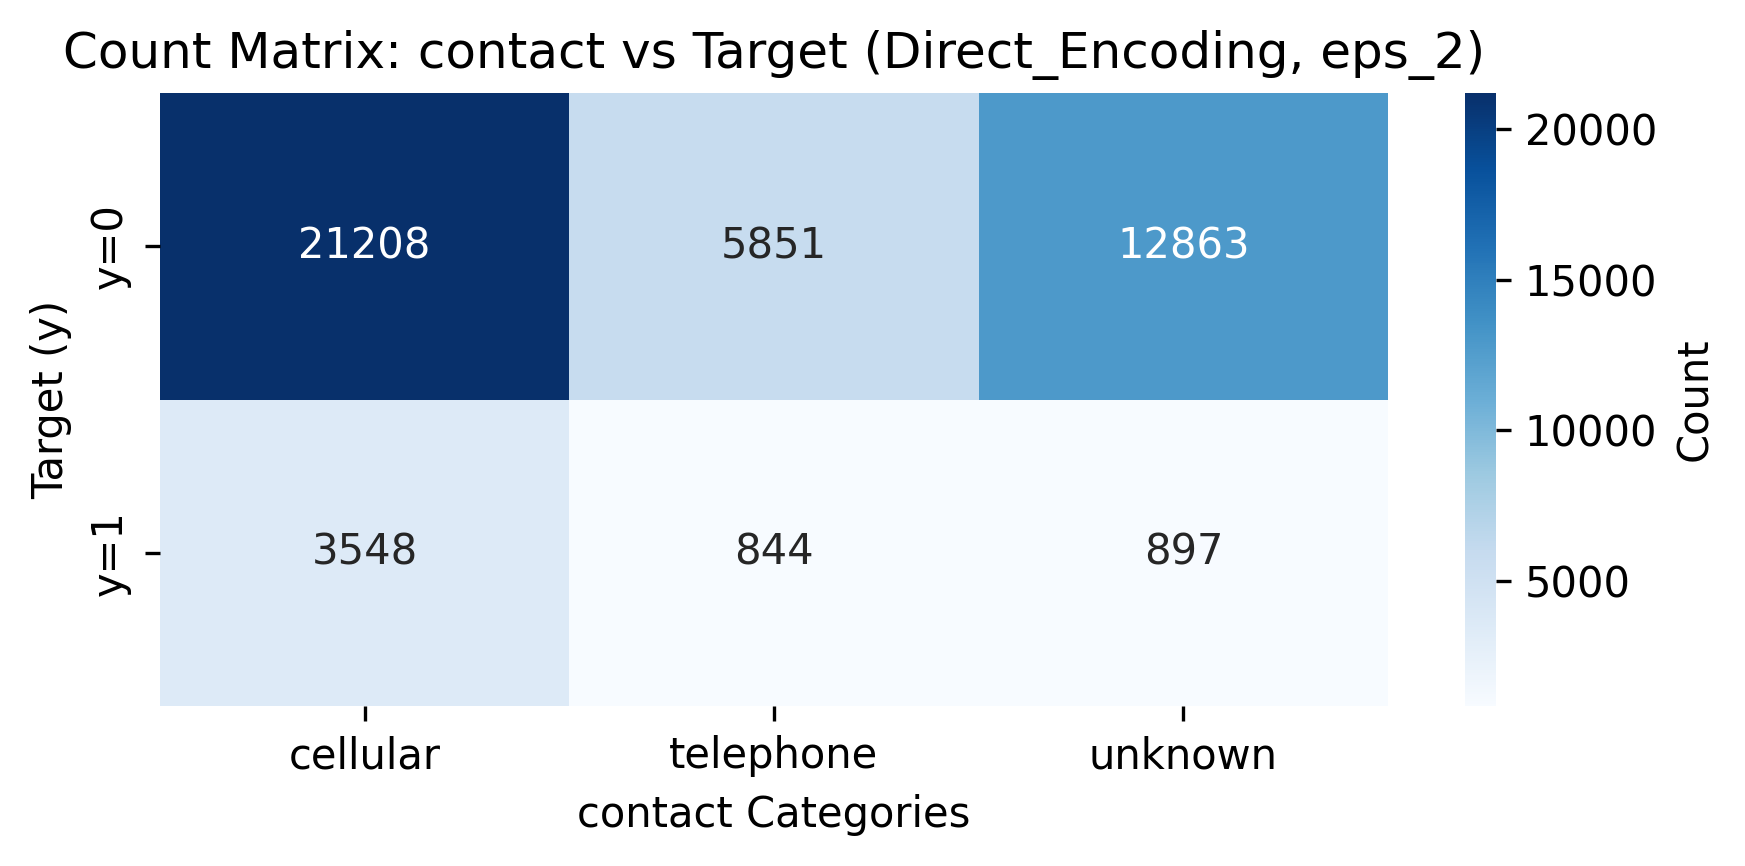 Count Matrix: contact vs Target (Direct_Encoding, eps_2)
Target (y)
y=0
21208 5851 12863
y=1
3548 844 897
cellular telephone unknown
contact Categories
20000
15000
10000
5000
Count